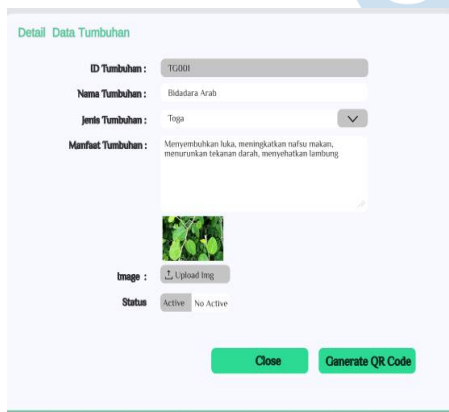 Detail Data Tumbuhan
ID Tumbuhan : TG001
Nama Tumbuhan : Bidadara Arab
Jenis Tumbuhan : Toga
Manfaat Tumbuhan : Menyembuhkan luka, meningkatkan nafsu makan,
menurunkan tekanan darah, menyehatkan lambung
Image : Upload Img
Status Active No Active
Close Ganerate QR Code